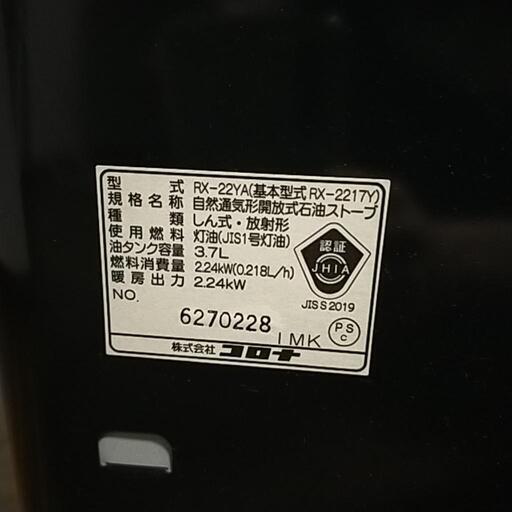 型 式 RX-22YA(基本型式RX-2217Y)
規格名称 自然通気形開放式石油ストーブ
種 類 しん式・放射形
使用燃料 灯油(JIS1号灯油)
油タンク容量 3.7L
燃料消費量 2.24kW(0.218L/h)
暖房出力 2.24kW
NO.
6270228
1MK
認証
JHIA
JIS S 2019
PS
C
株式会社 コロナ